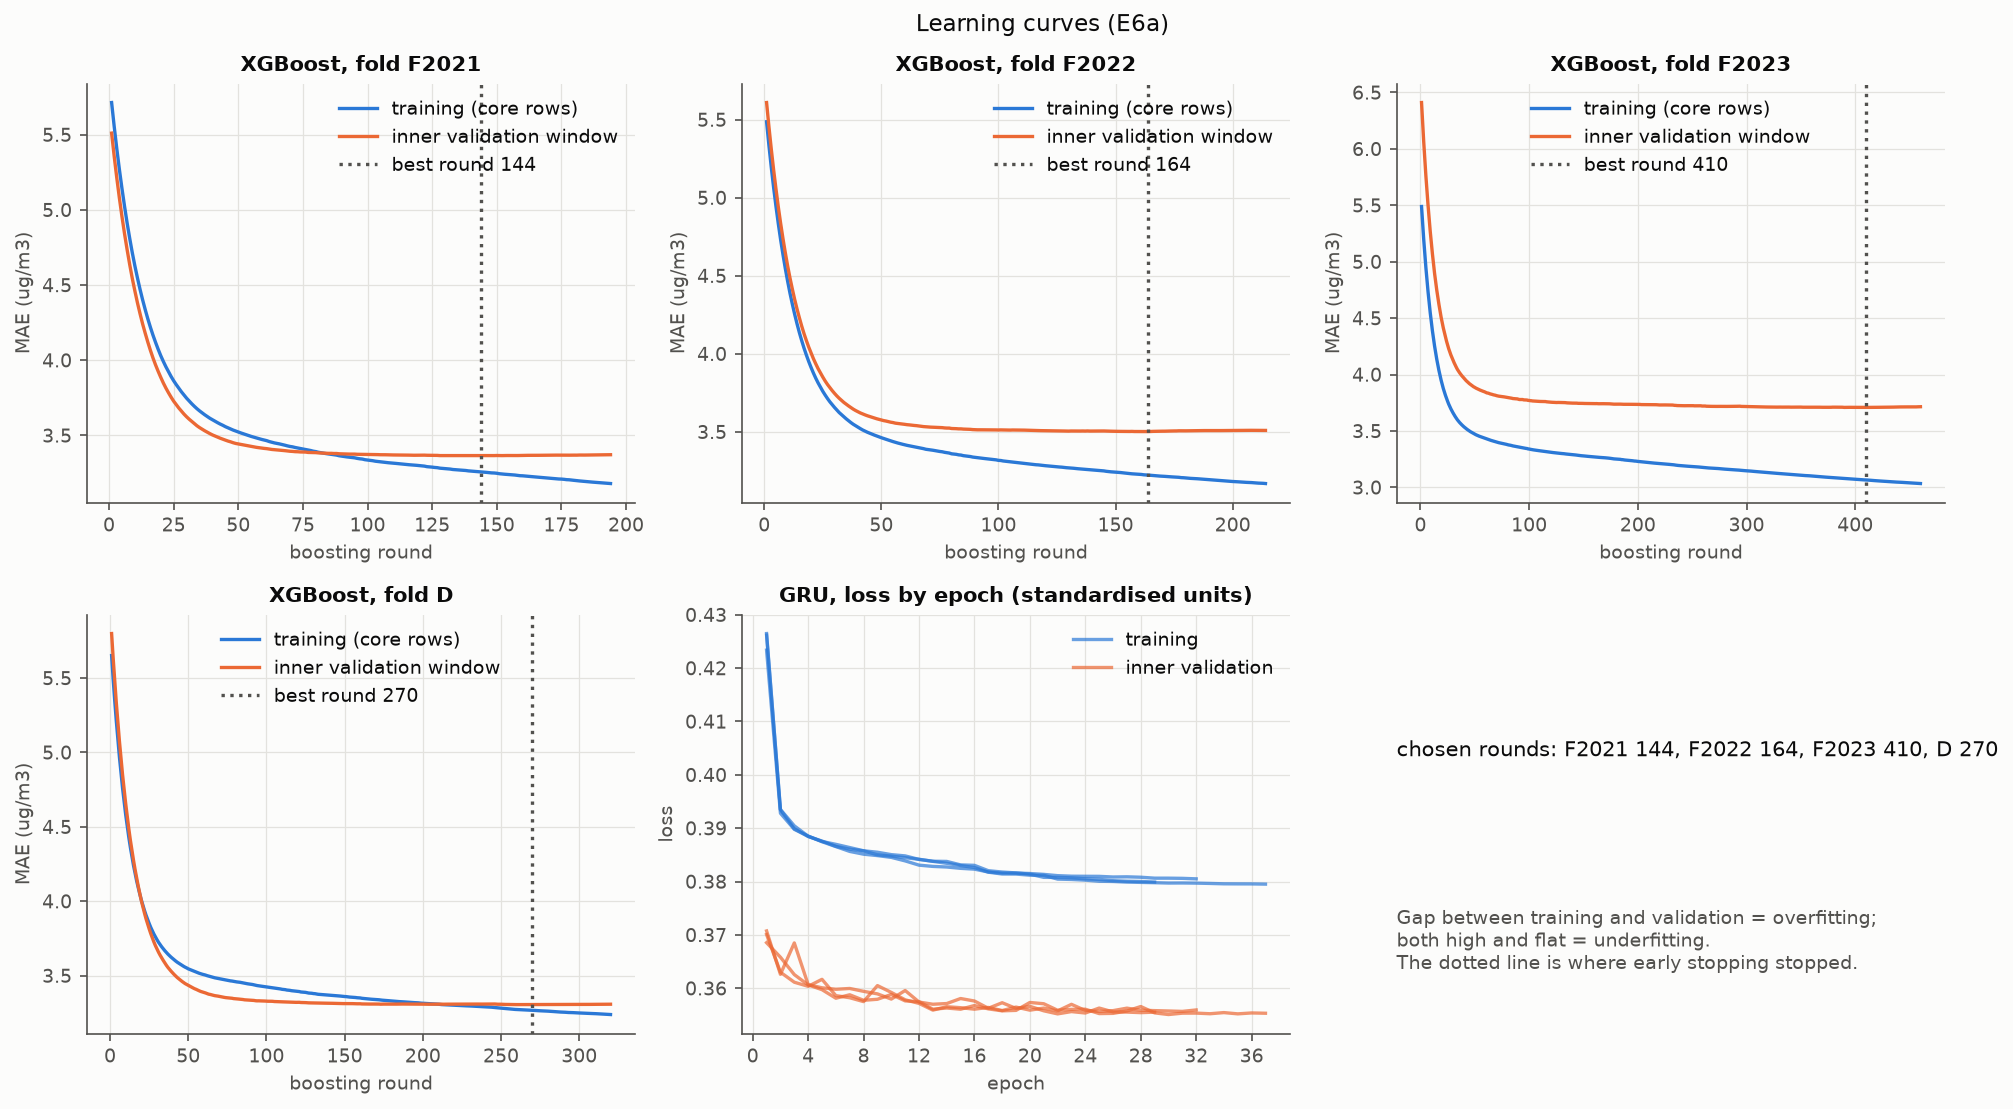 Learning curves (E6a)
XGBoost, fold F2021
MAE (ug/m3)
5.5
5.0
4.5
4.0
3.5
training (core rows)
inner validation window
best round 144
0 25 50 75 100 125 150 175 200
boosting round
XGBoost, fold F2022
MAE (ug/m3)
5.5
5.0
4.5
4.0
3.5
training (core rows)
inner validation window
best round 164
0 50 100 150 200
boosting round
XGBoost, fold F2023
MAE (ug/m3)
6.5
6.0
5.5
5.0
4.5
4.0
3.5
3.0
training (core rows)
inner validation window
best round 410
0 100 200 300 400
boosting round
XGBoost, fold D
MAE (ug/m3)
5.5
5.0
4.5
4.0
3.5
training (core rows)
inner validation window
best round 270
0 50 100 150 200 250 300
boosting round
GRU, loss by epoch (standardised units)
loss
0.43
0.42
0.41
0.40
0.39
0.38
0.37
0.36
training
inner validation
0 4 8 12 16 20 24 28 32 36
epoch
chosen rounds: F2021 144, F2022 164, F2023 410, D 270
Gap between training and validation = overfitting;
both high and flat = underfitting.
The dotted line is where early stopping stopped.